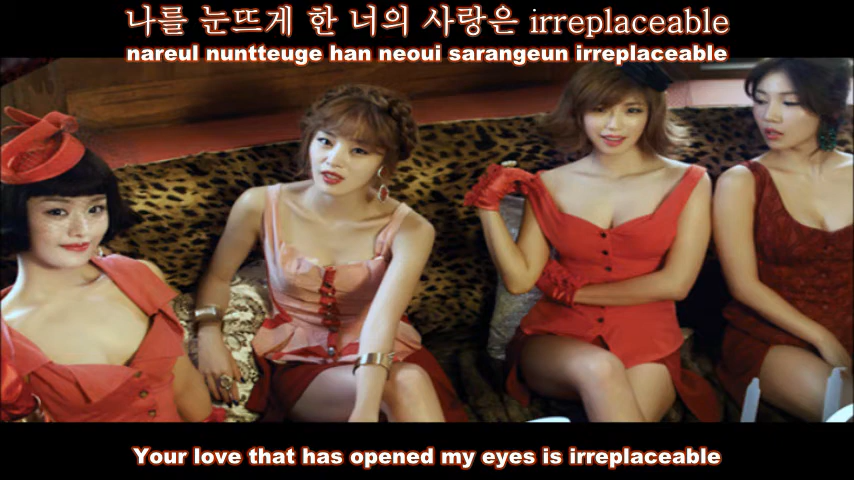 나를 눈뜨게 한 너의 사랑은 irreplaceable
nareul nuntteuge han neoui sarangeun irreplaceable
Your love that has opened my eyes is irreplaceable